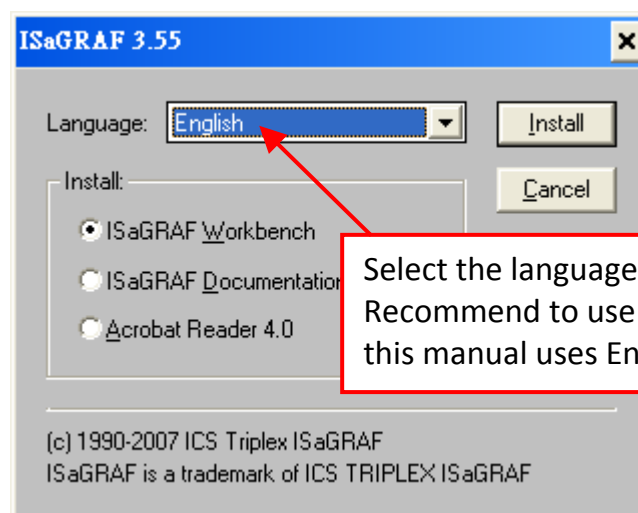 ISaGRAF 3.55
Language: English Install
Install: Cancel
ISaGRAF Workbench
ISaGRAF Documentation
Acrobat Reader 4.0
Select the language
Recommend to use
this manual uses En
(c) 1990-2007 ICS Triplex ISaGRAF
ISaGRAF is a trademark of ICS TRIPLEX ISaGRAF